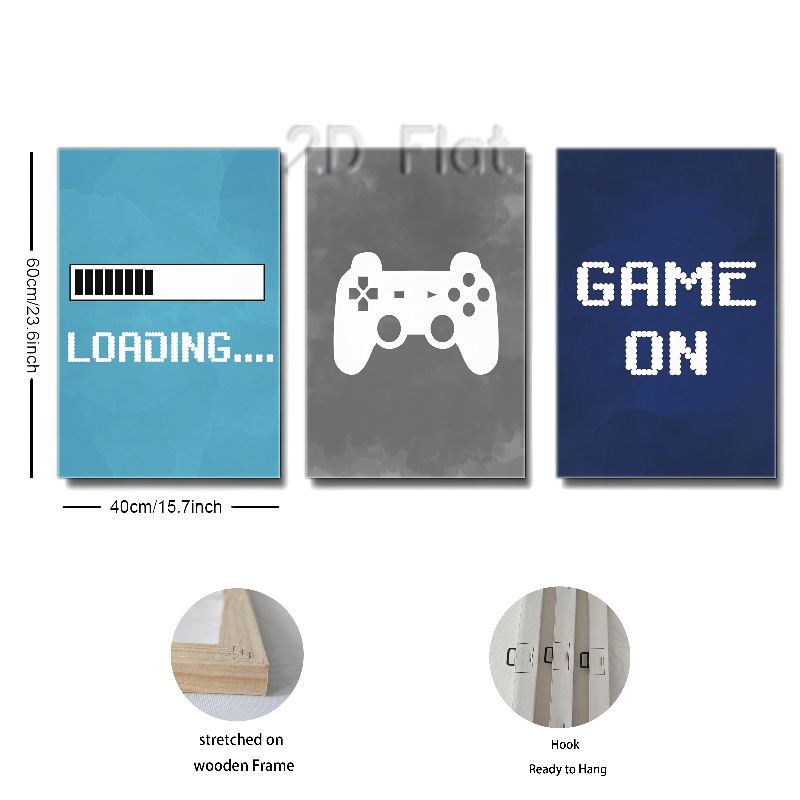 2D Flat
60cm/23.6inch
LOADING....
GAME
ON
40cm/15.7inch
stretched on
wooden Frame
Hook
Ready to Hang